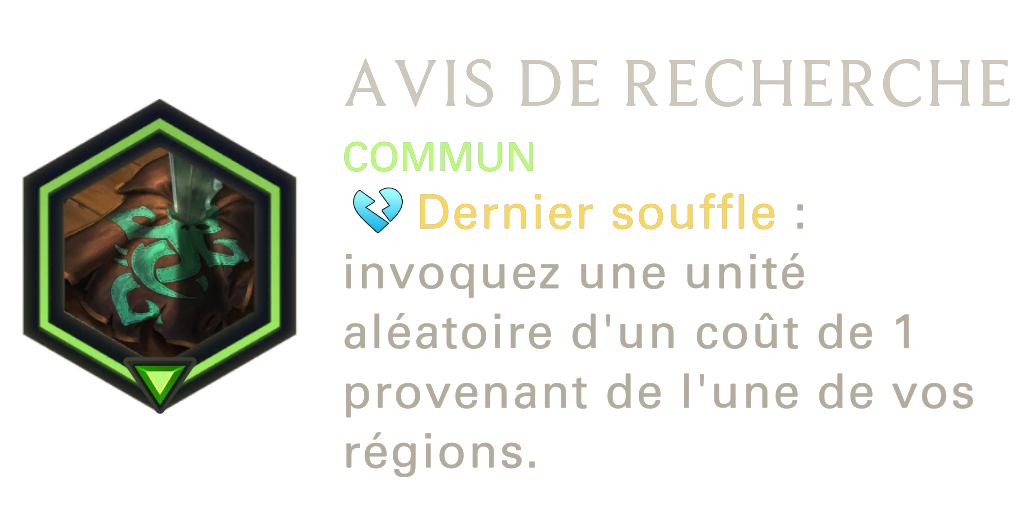 AVIS DE RECHERCHE
COMMUN
Dernier souffle :
invoquez une unité
aléatoire d'un coût de 1
provenant de l'une de vos
régions.